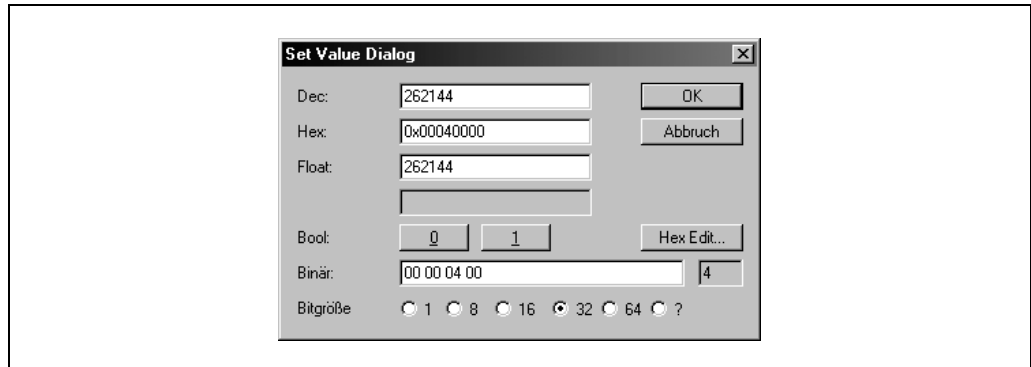 Set Value Dialog
Dec: 262144 OK
Hex: 0x00040000 Abbruch
Float: 262144
Bool: 0 1 Hex Edit...
Binär: 00 00 04 00 4
Bitgröße 1 8 16 32 64 ?